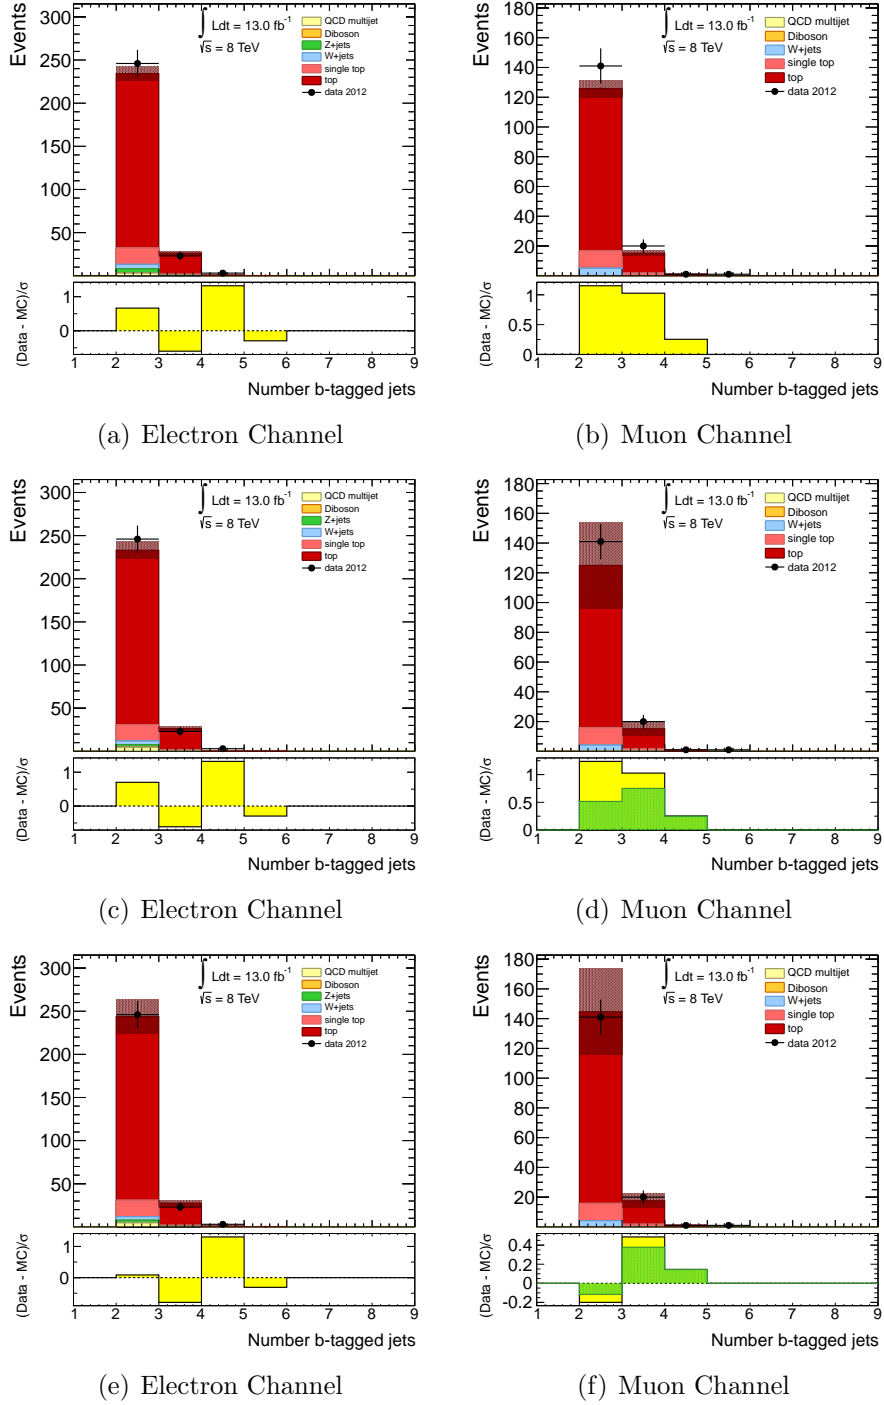 Events
300
250
200
150
100
50
∫ Ldt = 13.0 fb-1
√s = 8 TeV
QCD multijet
Diboson
Z+jets
W+jets
single top
top
data 2012
(Data - MC)/σ
1
0
1 2 3 4 5 6 7 8 9
Number b-tagged jets
(a) Electron Channel
Events
180
160
140
120
100
80
60
40
20
∫ Ldt = 13.0 fb-1
√s = 8 TeV
QCD multijet
Diboson
W+jets
single top
top
data 2012
(Data - MC)/σ
1
0.5
0
1 2 3 4 5 6 7 8 9
Number b-tagged jets
(b) Muon Channel
Events
300
250
200
150
100
50
∫ Ldt = 13.0 fb-1
√s = 8 TeV
QCD multijet
Diboson
Z+jets
W+jets
single top
top
data 2012
(Data - MC)/σ
1
0
1 2 3 4 5 6 7 8 9
Number b-tagged jets
(c) Electron Channel
Events
180
160
140
120
100
80
60
40
20
∫ Ldt = 13.0 fb-1
√s = 8 TeV
QCD multijet
Diboson
W+jets
single top
top
data 2012
(Data - MC)/σ
1
0.5
0
1 2 3 4 5 6 7 8 9
Number b-tagged jets
(d) Muon Channel
Events
300
250
200
150
100
50
∫ Ldt = 13.0 fb-1
√s = 8 TeV
QCD multijet
Diboson
Z+jets
W+jets
single top
top
data 2012
(Data - MC)/σ
1
0
1 2 3 4 5 6 7 8 9
Number b-tagged jets
(e) Electron Channel
Events
180
160
140
120
100
80
60
40
20
∫ Ldt = 13.0 fb-1
√s = 8 TeV
QCD multijet
Diboson
W+jets
single top
top
data 2012
(Data - MC)/σ
0.4
0.2
0
-0.2
1 2 3 4 5 6 7 8 9
Number b-tagged jets
(f) Muon Channel